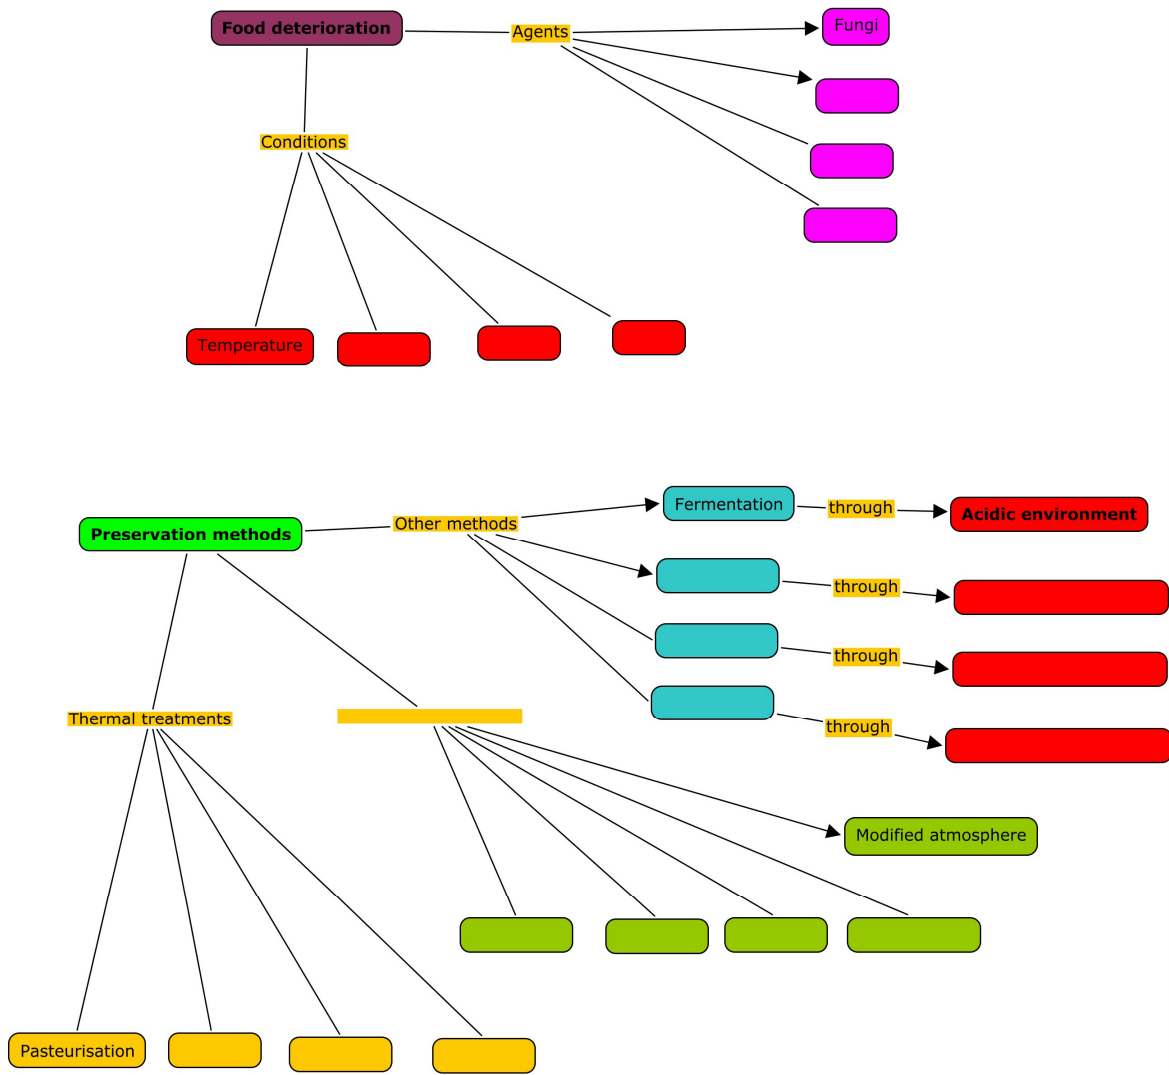 Food deterioration
Agents
Fungi
Conditions
Temperature
Preservation methods
Other methods
Fermentation
through
Acidic environment
through
through
through
Thermal treatments
Modified atmosphere
Pasteurisation